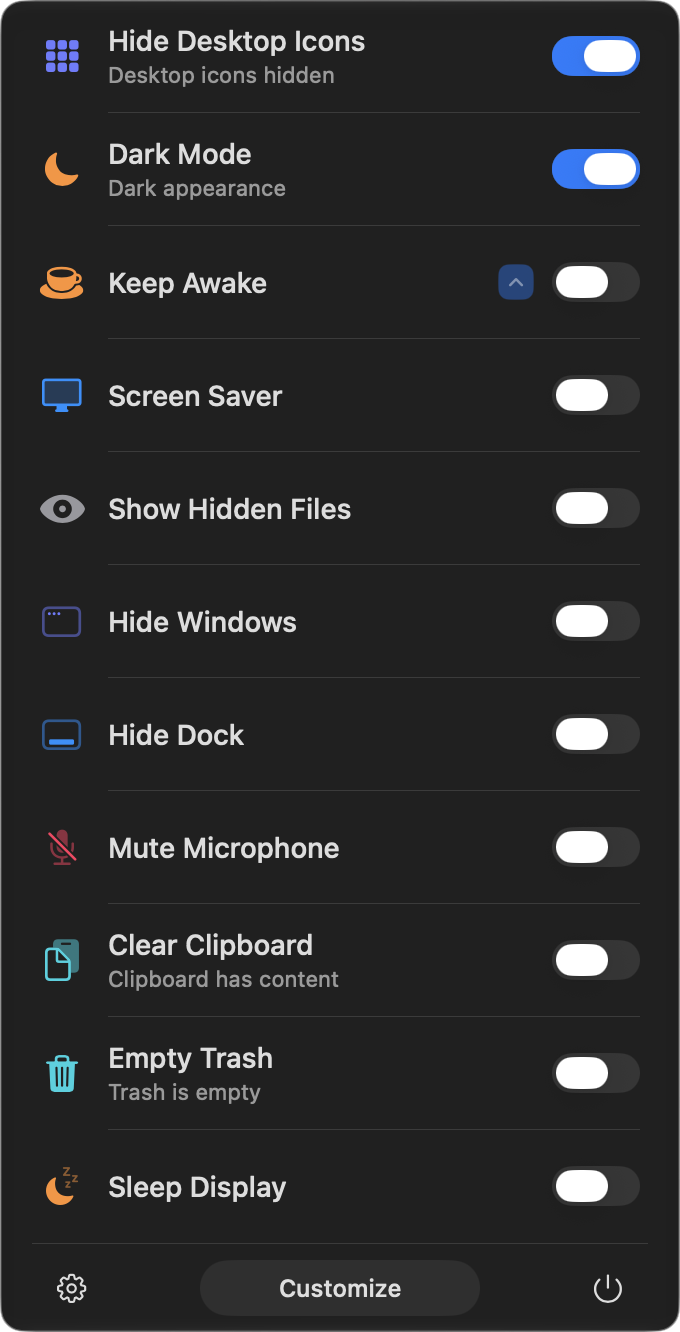 Hide Desktop Icons
Desktop icons hidden
Dark Mode
Dark appearance
Keep Awake
Screen Saver
Show Hidden Files
Hide Windows
Hide Dock
Mute Microphone
Clear Clipboard
Clipboard has content
Empty Trash
Trash is empty
Sleep Display
Customize